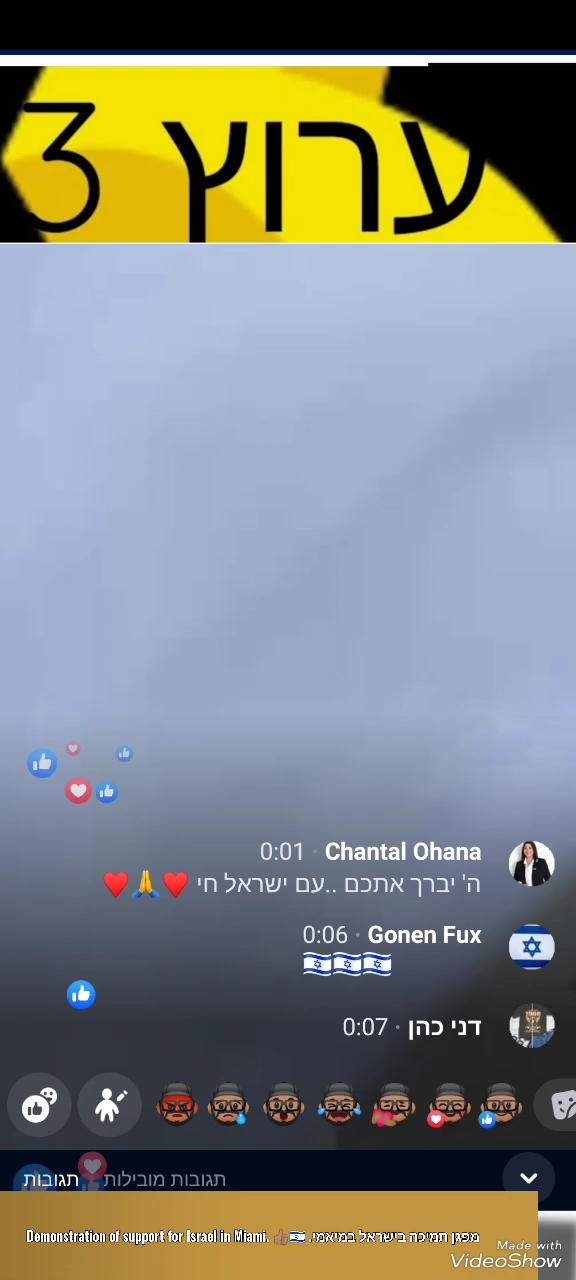 ערוץ 3
Chantal Ohana · 0:01
ה' יברך אתכם ..עם ישראל חי ❤️🙏❤️
Gonen Fux · 0:06
🇮🇱🇮🇱🇮🇱
דני כהן · 0:07
תגובות מובילות תגובות
Demonstration of support for Israel in Miami. 👍🏽🇮🇱 מפגן תמיכה בישראל במיאמי.
Made with
VideoShow